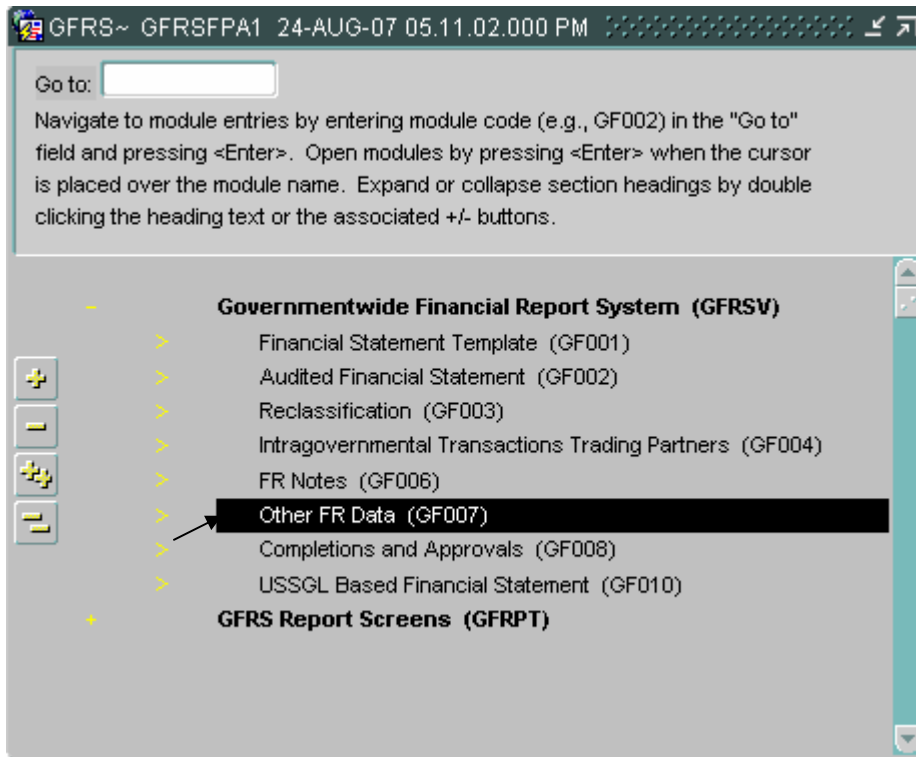 GFRS~ GFRSFPA1 24-AUG-07 05.11.02.000 PM
Go to:
Navigate to module entries by entering module code (e.g., GF002) in the "Go to"
field and pressing <Enter>. Open modules by pressing <Enter> when the cursor
is placed over the module name. Expand or collapse section headings by double
clicking the heading text or the associated +/- buttons.
Governmentwide Financial Report System (GFRSV)
Financial Statement Template (GF001)
Audited Financial Statement (GF002)
Reclassification (GF003)
Intragovernmental Transactions Trading Partners (GF004)
FR Notes (GF006)
Other FR Data (GF007)
Completions and Approvals (GF008)
USSGL Based Financial Statement (GF010)
GFRS Report Screens (GFRPT)